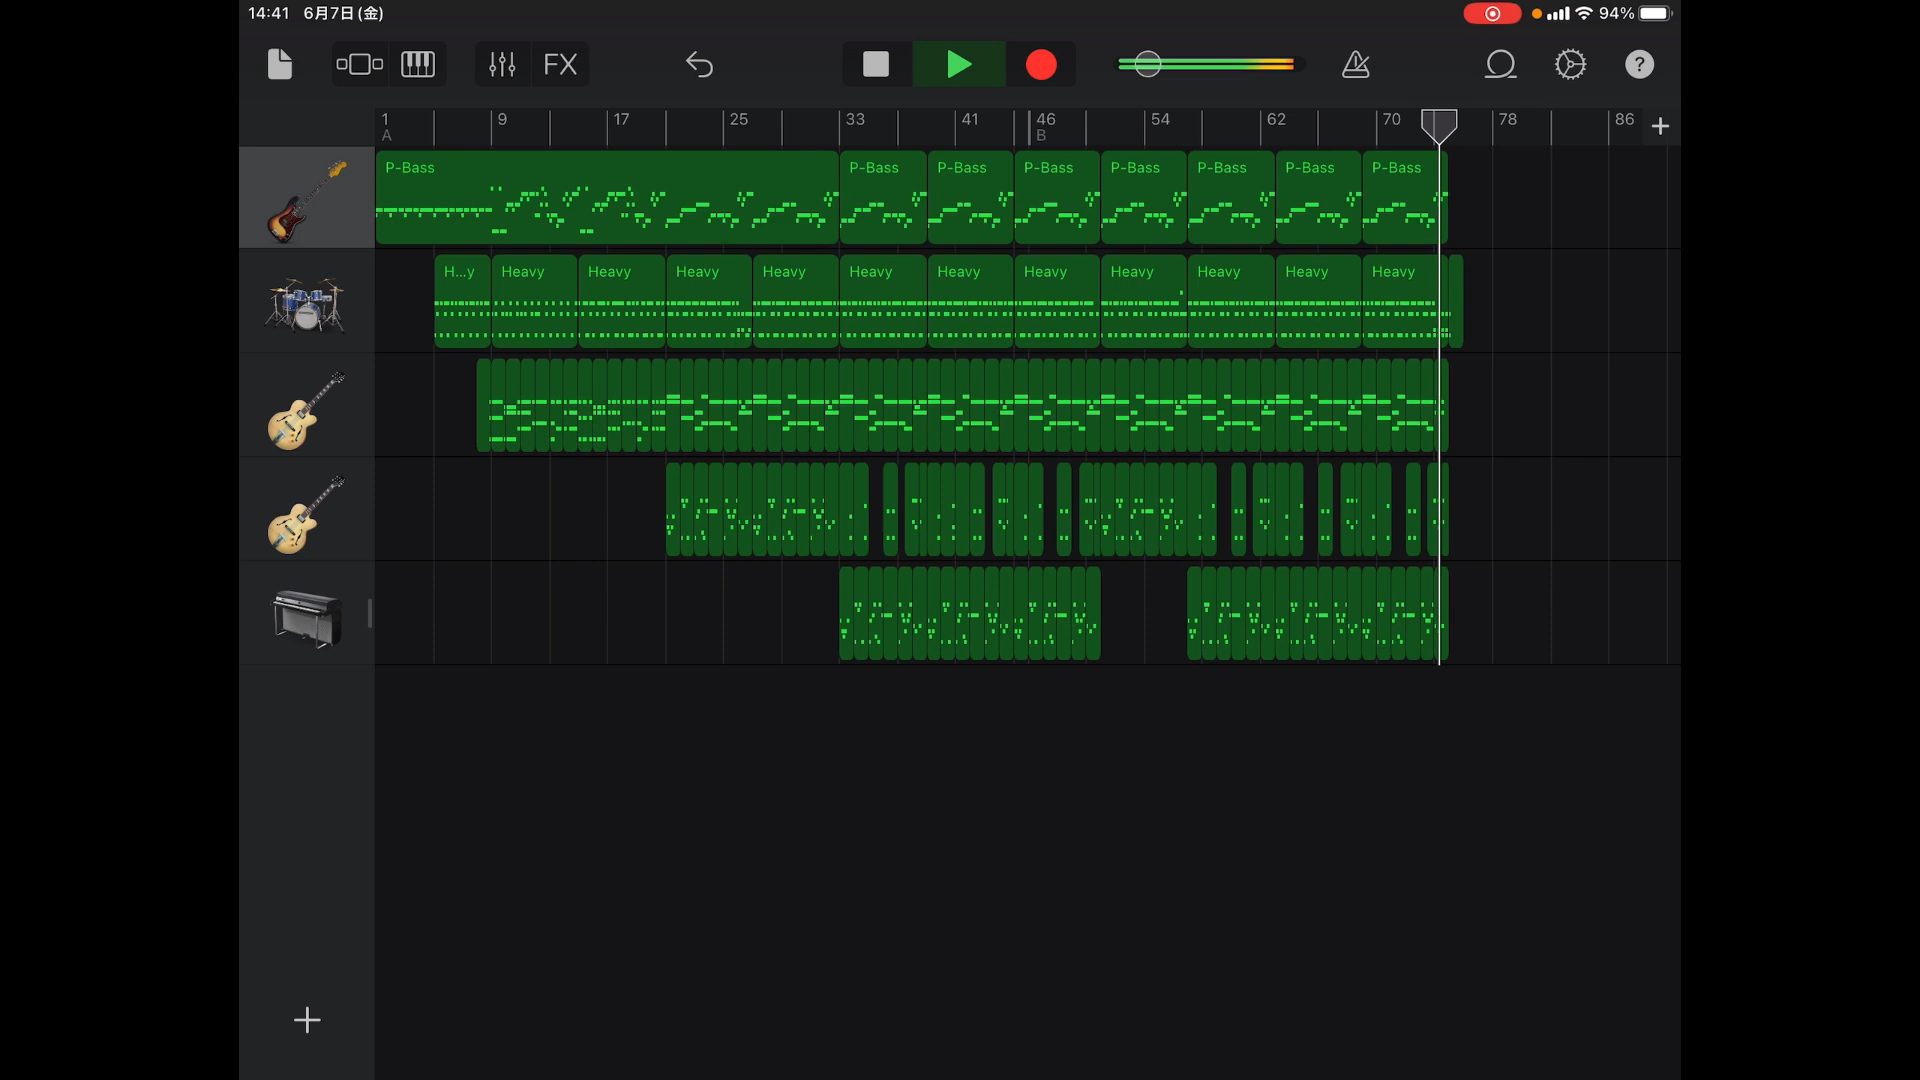 14:41 6月7日(金) 94%
FX ?
1 9 17 25 33 41 46 54 62 70 78 86
A B
P-Bass P-Bass P-Bass P-Bass P-Bass P-Bass P-Bass P-Bass
H...y Heavy Heavy Heavy Heavy Heavy Heavy Heavy Heavy Heavy Heavy Heavy